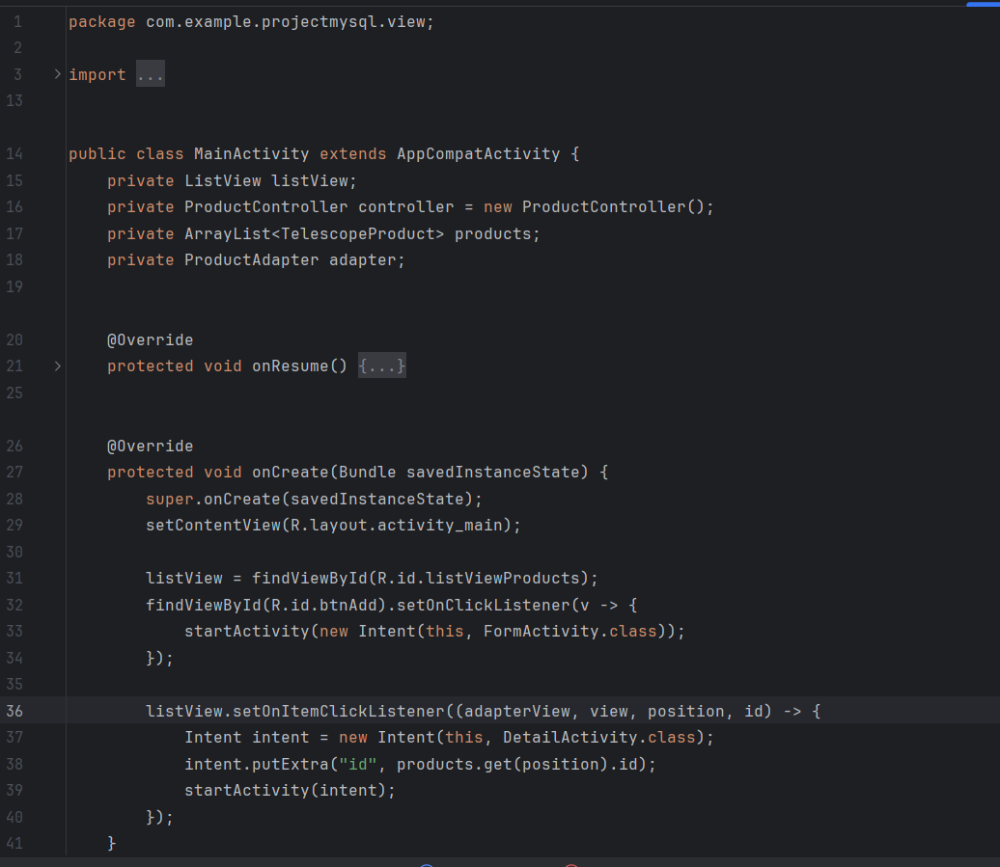 1 package com.example.projectmysql.view;
2
3 import ...
13
14 public class MainActivity extends AppCompatActivity {
15     private ListView listView;
16     private ProductController controller = new ProductController();
17     private ArrayList<TelescopeProduct> products;
18     private ProductAdapter adapter;
19
20     @Override
21     protected void onResume() {...}
25
26     @Override
27     protected void onCreate(Bundle savedInstanceState) {
28         super.onCreate(savedInstanceState);
29         setContentView(R.layout.activity_main);
30
31         listView = findViewById(R.id.listViewProducts);
32         findViewById(R.id.btnAdd).setOnClickListener(v -> {
33             startActivity(new Intent(this, FormActivity.class));
34         });
35
36         listView.setOnItemClickListener((adapterView, view, position, id) -> {
37             Intent intent = new Intent(this, DetailActivity.class);
38             intent.putExtra("id", products.get(position).id);
39             startActivity(intent);
40         });
41     }